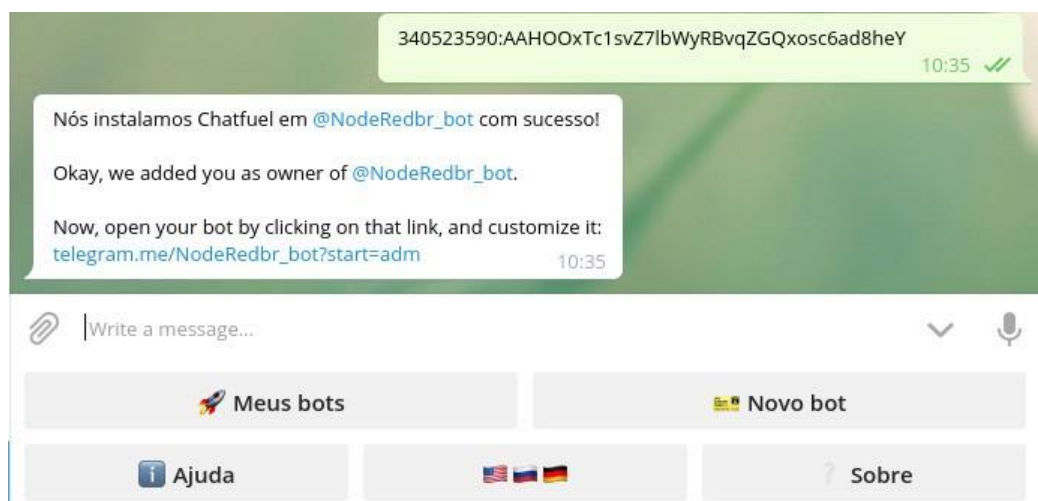 340523590:AAHOOxTc1svZ7lbWyRBvqZGQxosc6ad8heY
10:35
Nós instalamos Chatfuel em @NodeRedbr_bot com sucesso!
Okay, we added you as owner of @NodeRedbr_bot.
Now, open your bot by clicking on that link, and customize it:
telegram.me/NodeRedbr_bot?start=adm
10:35
Write a message...
Meus bots
Novo bot
Ajuda
Sobre